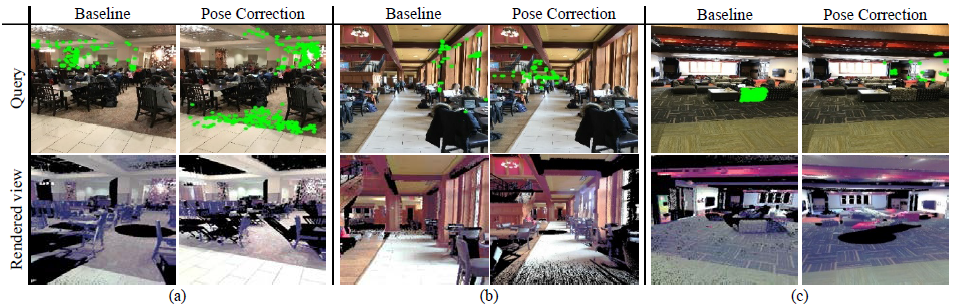 Baseline Pose Correction Baseline Pose Correction Baseline Pose Correction
Query
Rendered view
(a) (b) (c)